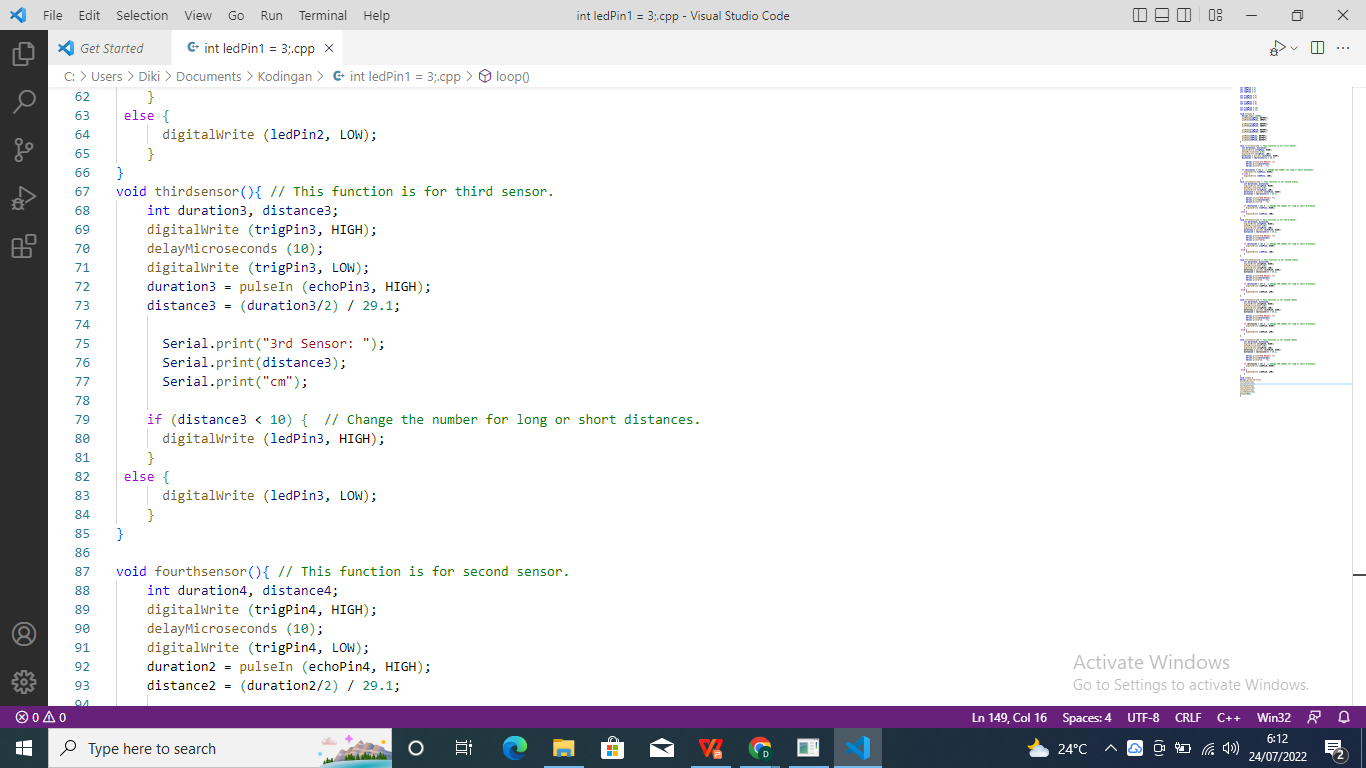 File Edit Selection View Go Run Terminal Help int ledPin1 = 3;.cpp - Visual Studio Code
Get Started int ledPin1 = 3;.cpp
C: > Users > Diki > Documents > Kodingan > int ledPin1 = 3;.cpp > loop()
62 }
63 else {
64 digitalWrite (ledPin2, LOW);
65 }
66 }
67 void thirdsensor(){ // This function is for third sensor.
68 int duration3, distance3;
69 digitalWrite (trigPin3, HIGH);
70 delayMicroseconds (10);
71 digitalWrite (trigPin3, LOW);
72 duration3 = pulseIn (echoPin3, HIGH);
73 distance3 = (duration3/2) / 29.1;
74
75 Serial.print("3rd Sensor: ");
76 Serial.print(distance3);
77 Serial.print("cm");
78
79 if (distance3 < 10) { // Change the number for long or short distances.
80 digitalWrite (ledPin3, HIGH);
81 }
82 else {
83 digitalWrite (ledPin3, LOW);
84 }
85 }
86
87 void fourthsensor(){ // This function is for second sensor.
88 int duration4, distance4;
89 digitalWrite (trigPin4, HIGH);
90 delayMicroseconds (10);
91 digitalWrite (trigPin4, LOW);
92 duration2 = pulseIn (echoPin4, HIGH);
93 distance2 = (duration2/2) / 29.1;
94
Activate Windows
Go to Settings to activate Windows.
0 0 Ln 149, Col 16 Spaces: 4 UTF-8 CRLF C++ Win32
Type here to search 24°C 6:12
24/07/2022 2